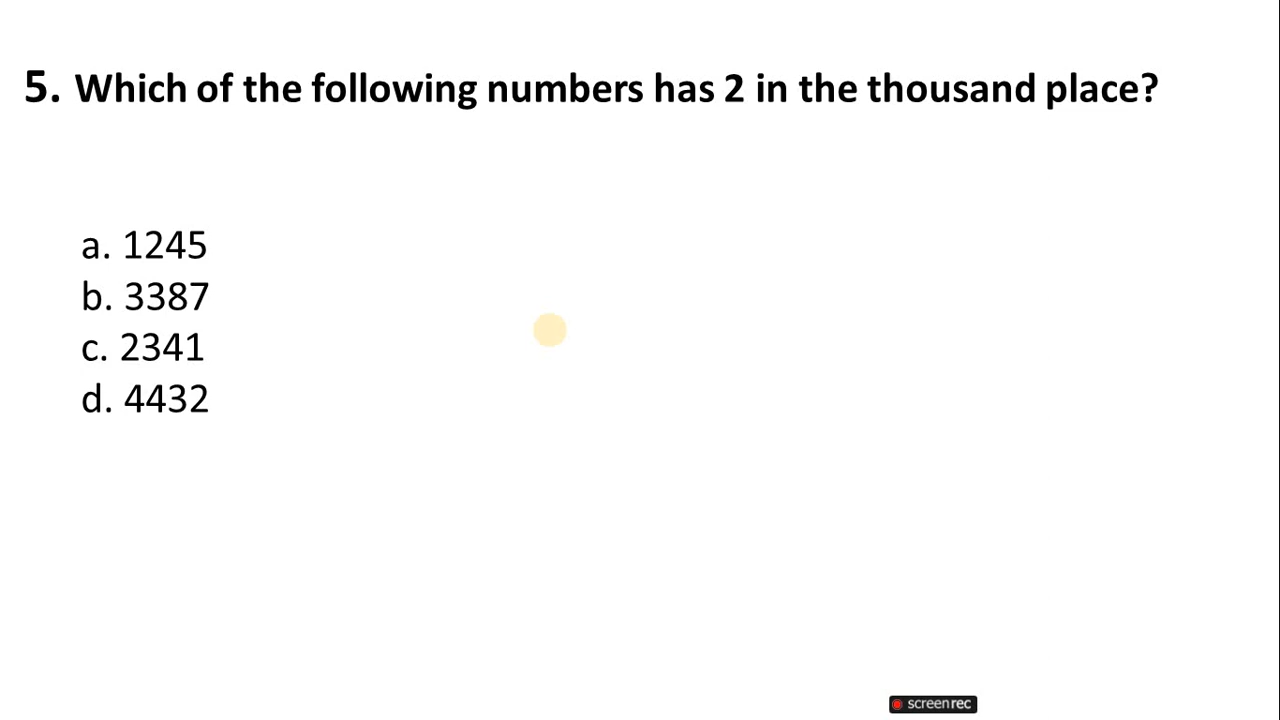 5. Which of the following numbers has 2 in the thousand place?
a. 1245
b. 3387
c. 2341
d. 4432
screenrec